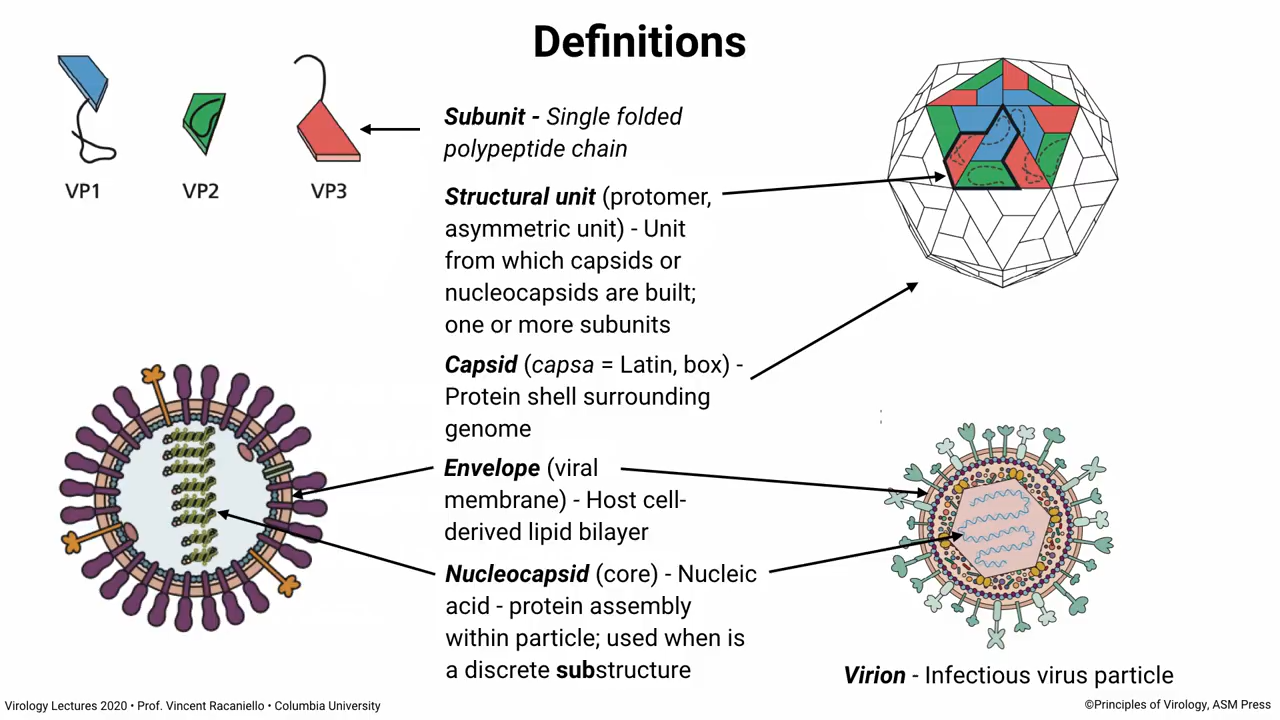 Definitions
VP1
VP2
VP3
Subunit - Single folded
polypeptide chain
Structural unit (protomer,
asymmetric unit) - Unit
from which capsids or
nucleocapsids are built;
one or more subunits
Capsid (capsa = Latin, box) -
Protein shell surrounding
genome
Envelope (viral
membrane) - Host cell-
derived lipid bilayer
Nucleocapsid (core) - Nucleic
acid - protein assembly
within particle; used when is
a discrete substructure
Virion - Infectious virus particle
Virology Lectures 2020 • Prof. Vincent Racaniello • Columbia University
©Principles of Virology, ASM Press